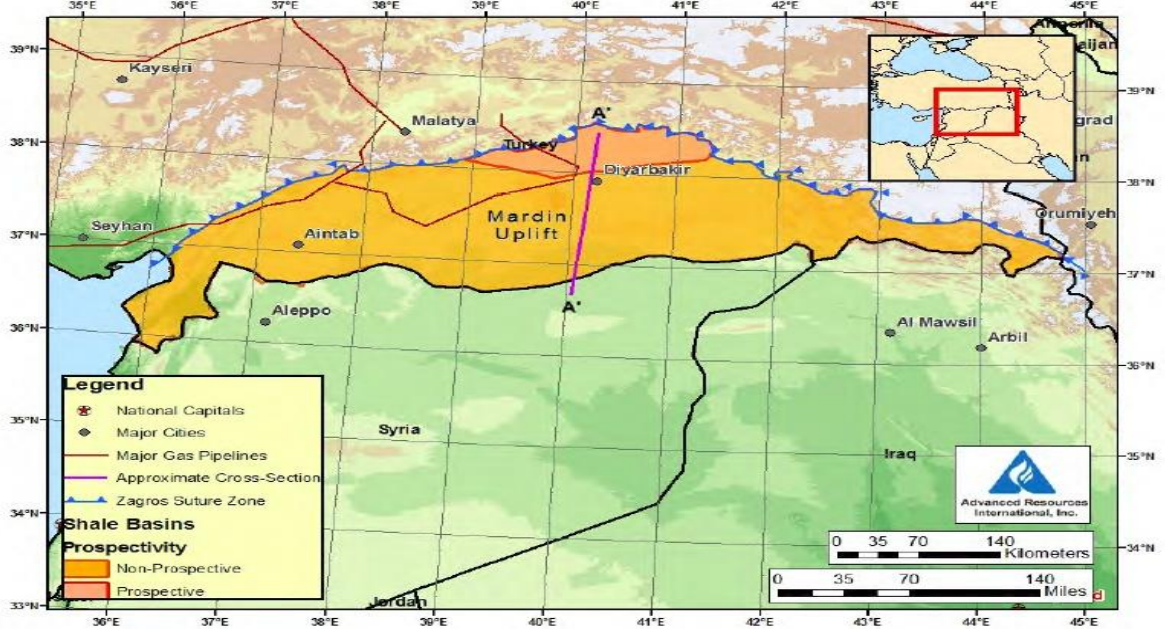 35°E 36°E 37°E 38°E 39°E 40°E 41°E 42°E 43°E 44°E 45°E
39°N
38°N
37°N
36°N
35°N
34°N
33°N
39°N
38°N
37°N
36°N
35°N
34°N
Kayseri
Malatya
A'
Turkey
Diyarbakir
Seyhan
Aintab
Mardin
Uplift
Orumiyeh
A'
Aleppo
Al Mawsil
Arbil
Syria
Iraq
Jordan
Legend
National Capitals
Major Cities
Major Gas Pipelines
Approximate Cross-Section
Zagros Suture Zone
Shale Basins
Prospectivity
Non-Prospective
Prospective
Advanced Resources
International, Inc.
0 35 70 140
Kilometers
0 35 70 140
Miles
36°E 37°E 38°E 39°E 40°E 41°E 42°E 43°E 44°E 45°E